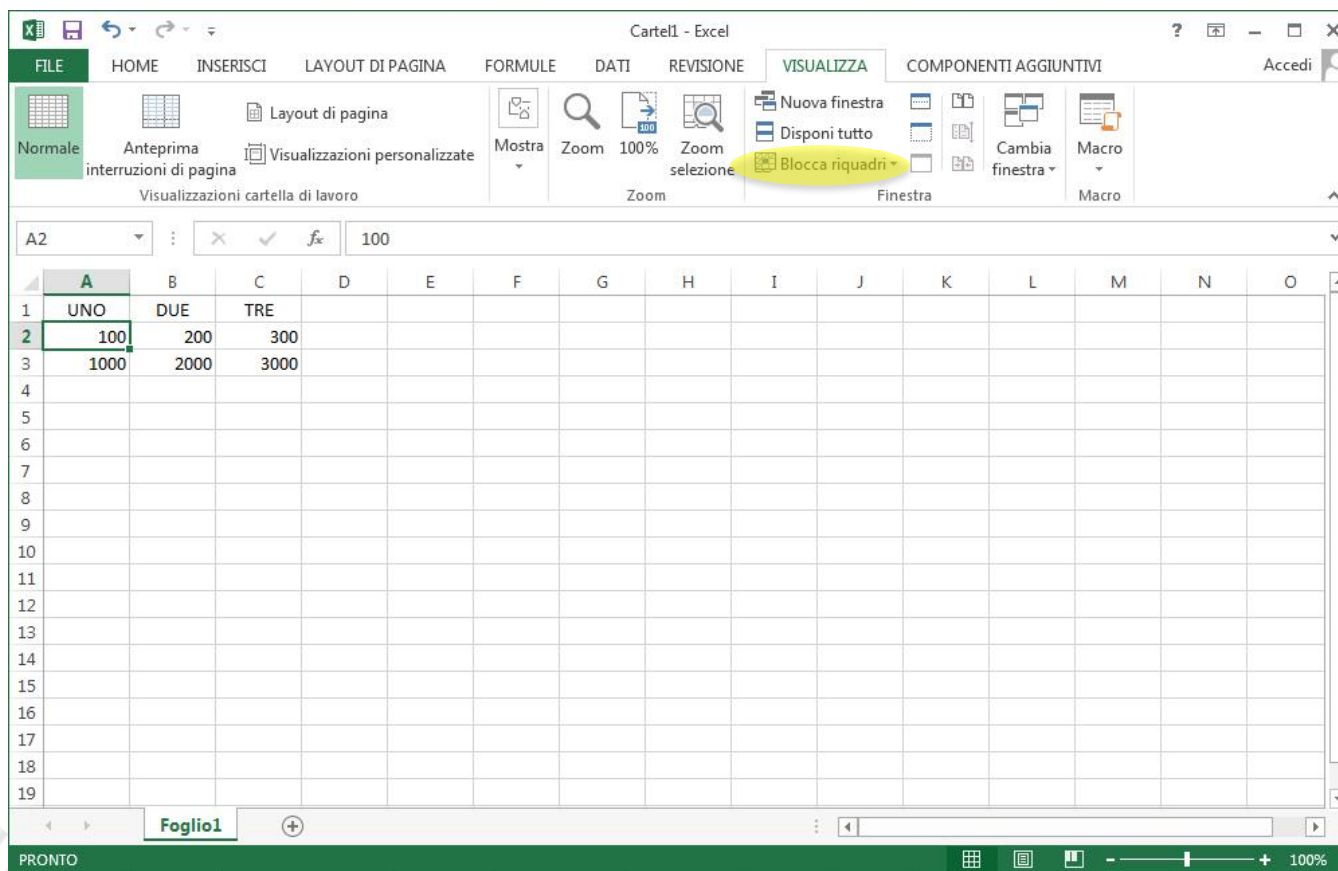 Cartel1 - Excel
?
FILE HOME INSERISCI LAYOUT DI PAGINA FORMULE DATI REVISIONE VISUALIZZA COMPONENTI AGGIUNTIVI Accedi
Normale
Anteprima
interruzioni di pagina
Layout di pagina
Visualizzazioni personalizzate
Visualizzazioni cartella di lavoro
Mostra
Zoom
100
100%
Zoom
selezione
Zoom
Nuova finestra
Disponi tutto
Blocca riquadri
Cambia
finestra
Finestra
Macro
Macro
A2 fx 100
A B C D E F G H I J K L M N O
1 UNO DUE TRE
2 100 200 300
3 1000 2000 3000
4
5
6
7
8
9
10
11
12
13
14
15
16
17
18
19
Foglio1
PRONTO - + 100%